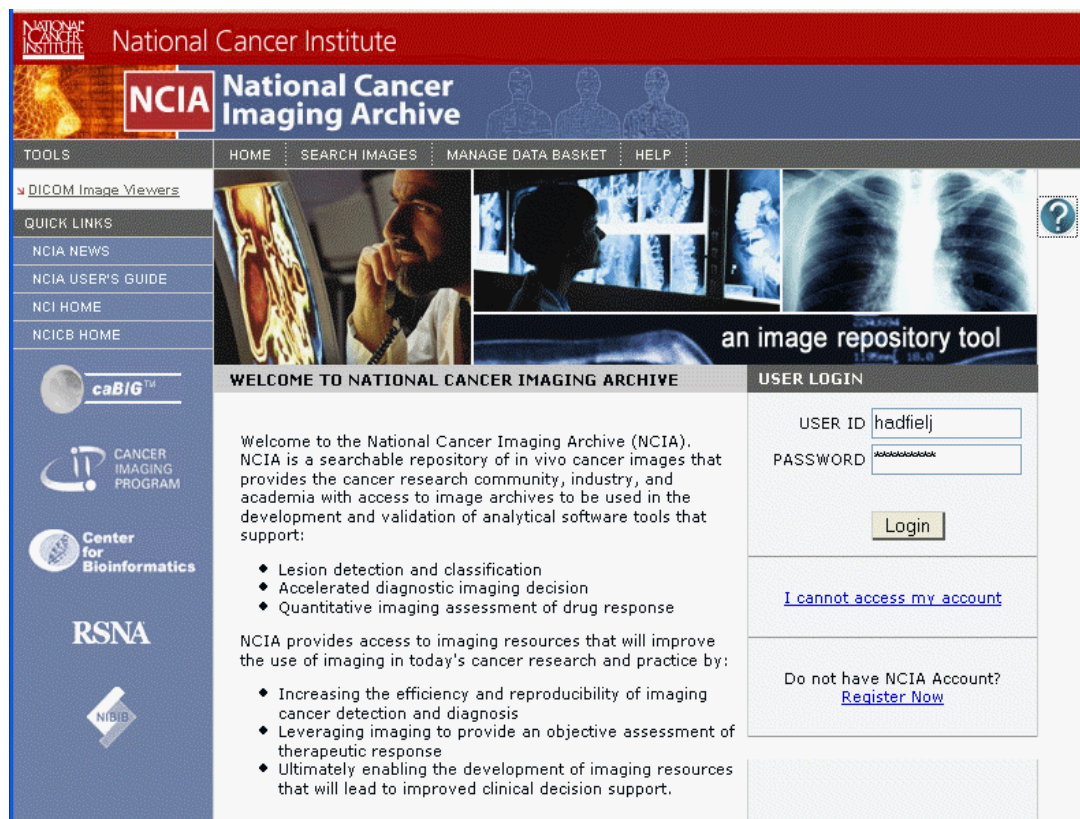 NATIONAL
CANCER
INSTITUTE
National Cancer Institute
NCIA
National Cancer
Imaging Archive
TOOLS
HOME
SEARCH IMAGES
MANAGE DATA BASKET
HELP
DICOM Image Viewers
QUICK LINKS
NCIA NEWS
NCIA USER'S GUIDE
NCI HOME
NCICB HOME
caBIG™
CANCER
IMAGING
PROGRAM
Center
for
Bioinformatics
RSNA
NIBIB
?
an image repository tool
WELCOME TO NATIONAL CANCER IMAGING ARCHIVE
Welcome to the National Cancer Imaging Archive (NCIA).
NCIA is a searchable repository of in vivo cancer images that
provides the cancer research community, industry, and
academia with access to image archives to be used in the
development and validation of analytical software tools that
support:
◆ Lesion detection and classification
◆ Accelerated diagnostic imaging decision
◆ Quantitative imaging assessment of drug response
NCIA provides access to imaging resources that will improve
the use of imaging in today's cancer research and practice by:
◆ Increasing the efficiency and reproducibility of imaging
cancer detection and diagnosis
◆ Leveraging imaging to provide an objective assessment of
therapeutic response
◆ Ultimately enabling the development of imaging resources
that will lead to improved clinical decision support.
USER LOGIN
USER ID hadfielj
PASSWORD **********
Login
I cannot access my account
Do not have NCIA Account?
Register Now